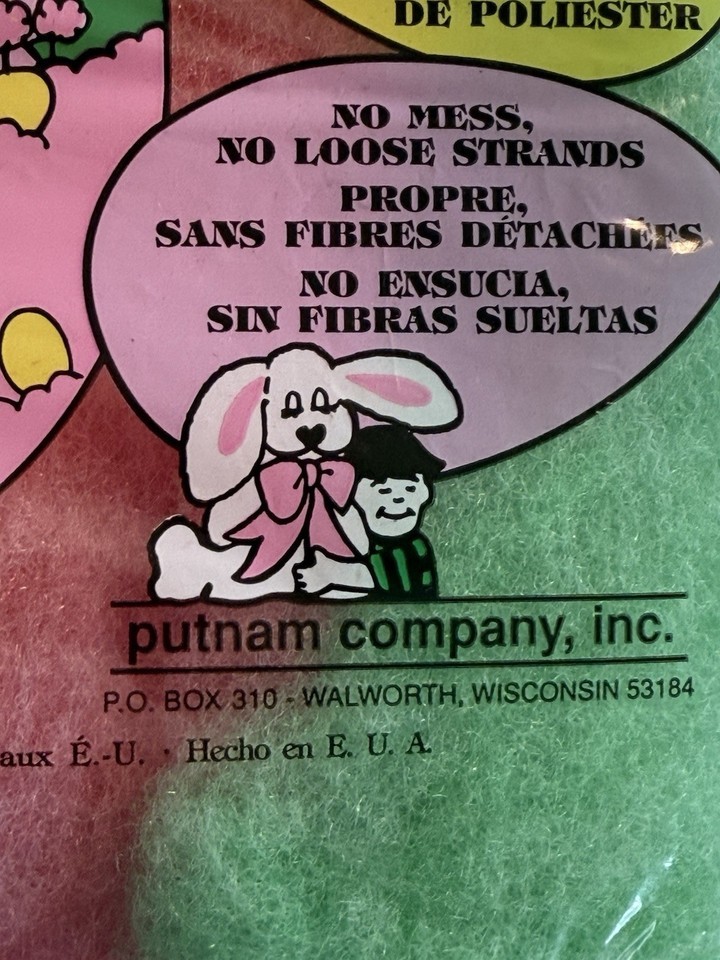 DE POLIESTER
NO MESS,
NO LOOSE STRANDS
PROPRE,
SANS FIBRES DÉTACHÉES
NO ENSUCIA,
SIN FIBRAS SUELTAS
putnam company, inc.
P.O. BOX 310 - WALWORTH, WISCONSIN 53184
aux É.-U. · Hecho en E. U. A.